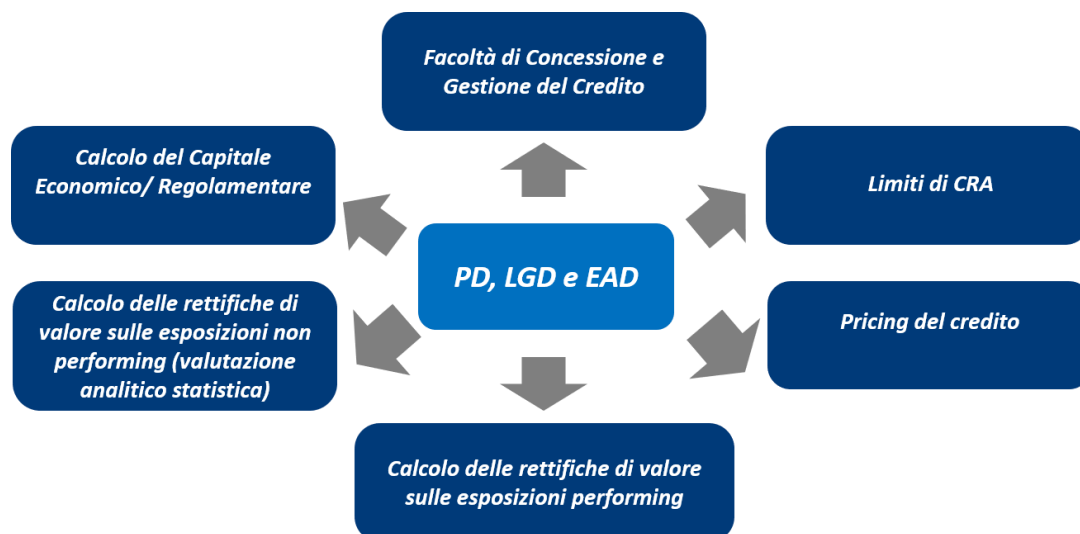 Facoltà di Concessione e
Gestione del Credito
Calcolo del Capitale
Economico/ Regolamentare
Limiti di CRA
PD, LGD e EAD
Calcolo delle rettifiche di
valore sulle esposizioni non
performing (valutazione
analitico statistica)
Pricing del credito
Calcolo delle rettifiche di valore
sulle esposizioni performing